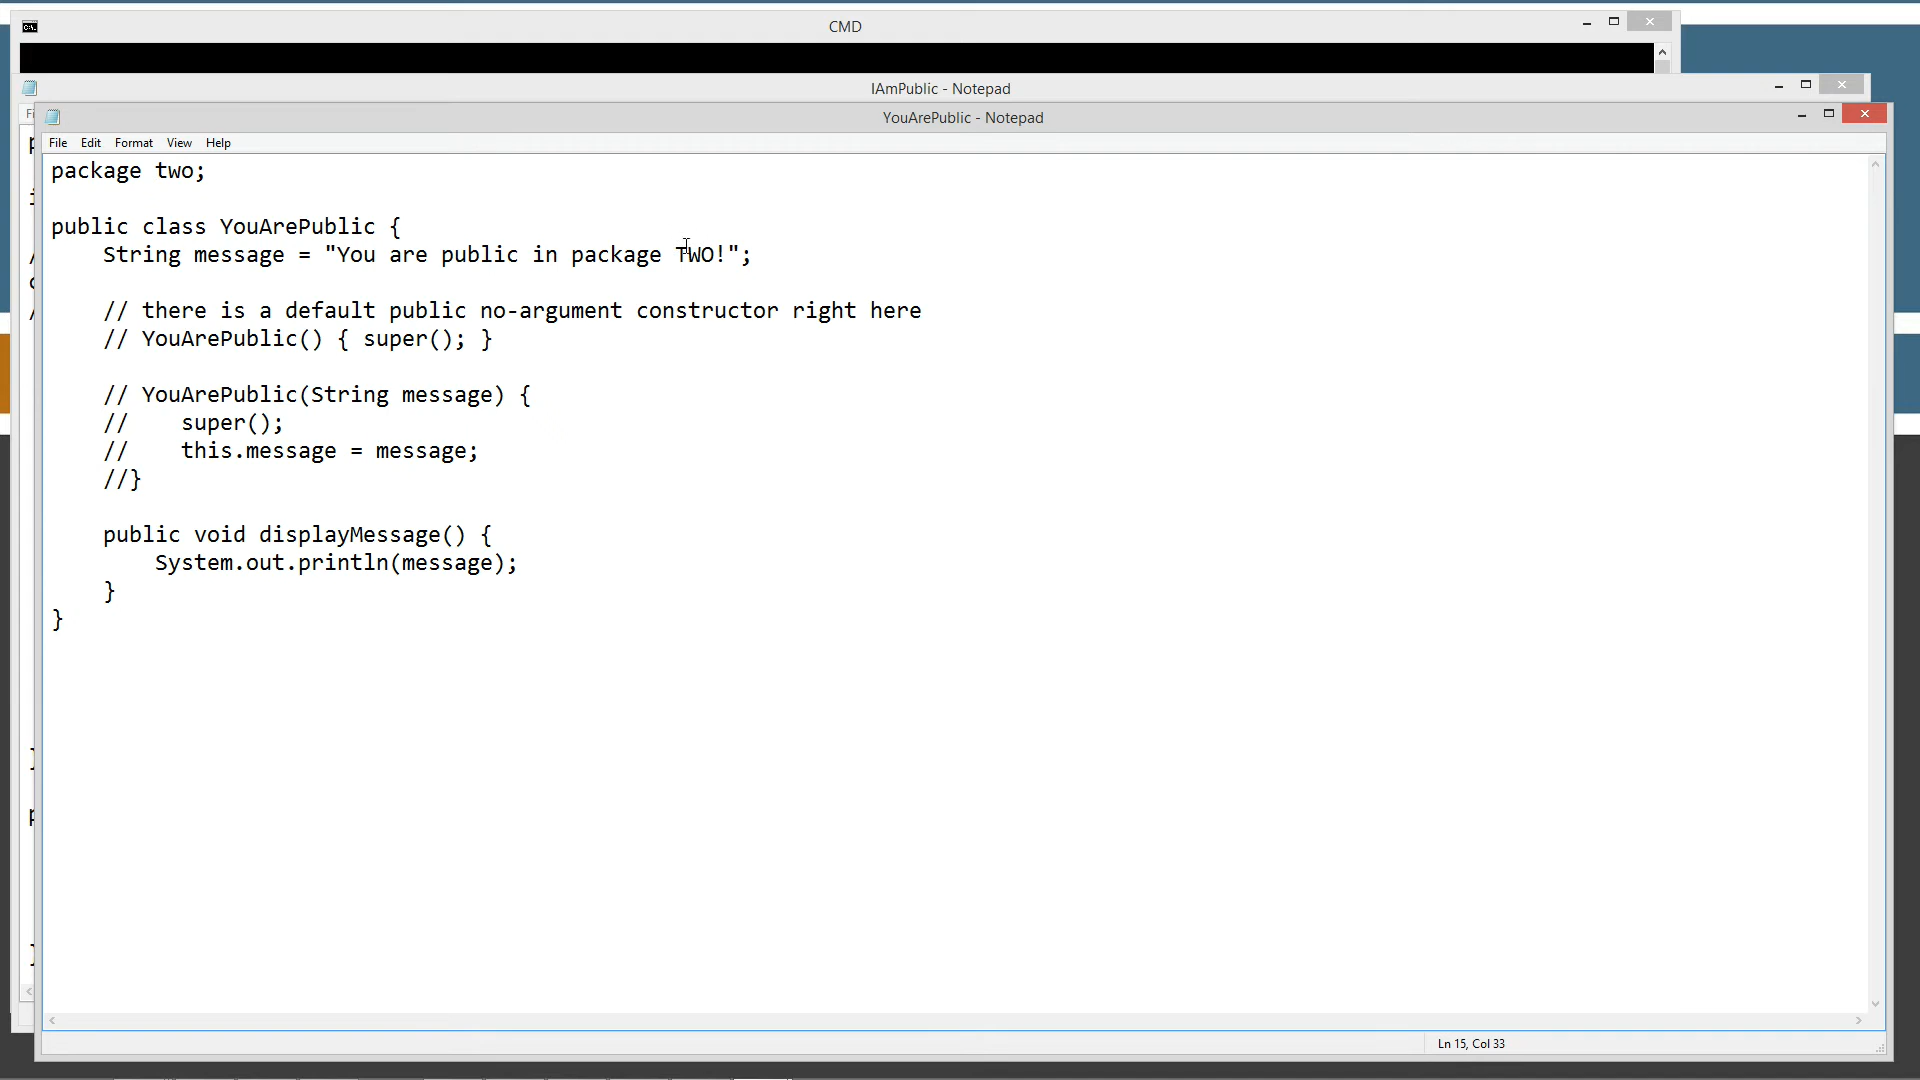 CMD
IAmPublic - Notepad
YouArePublic - Notepad
File Edit Format View Help
package two;
public class YouArePublic {
    String message = "You are public in package TWO!";
    // there is a default public no-argument constructor right here
    // YouArePublic() { super(); }
    // YouArePublic(String message) {
    //    super();
    //    this.message = message;
    //}
    public void displayMessage() {
        System.out.println(message);
    }
}
Ln 15, Col 33